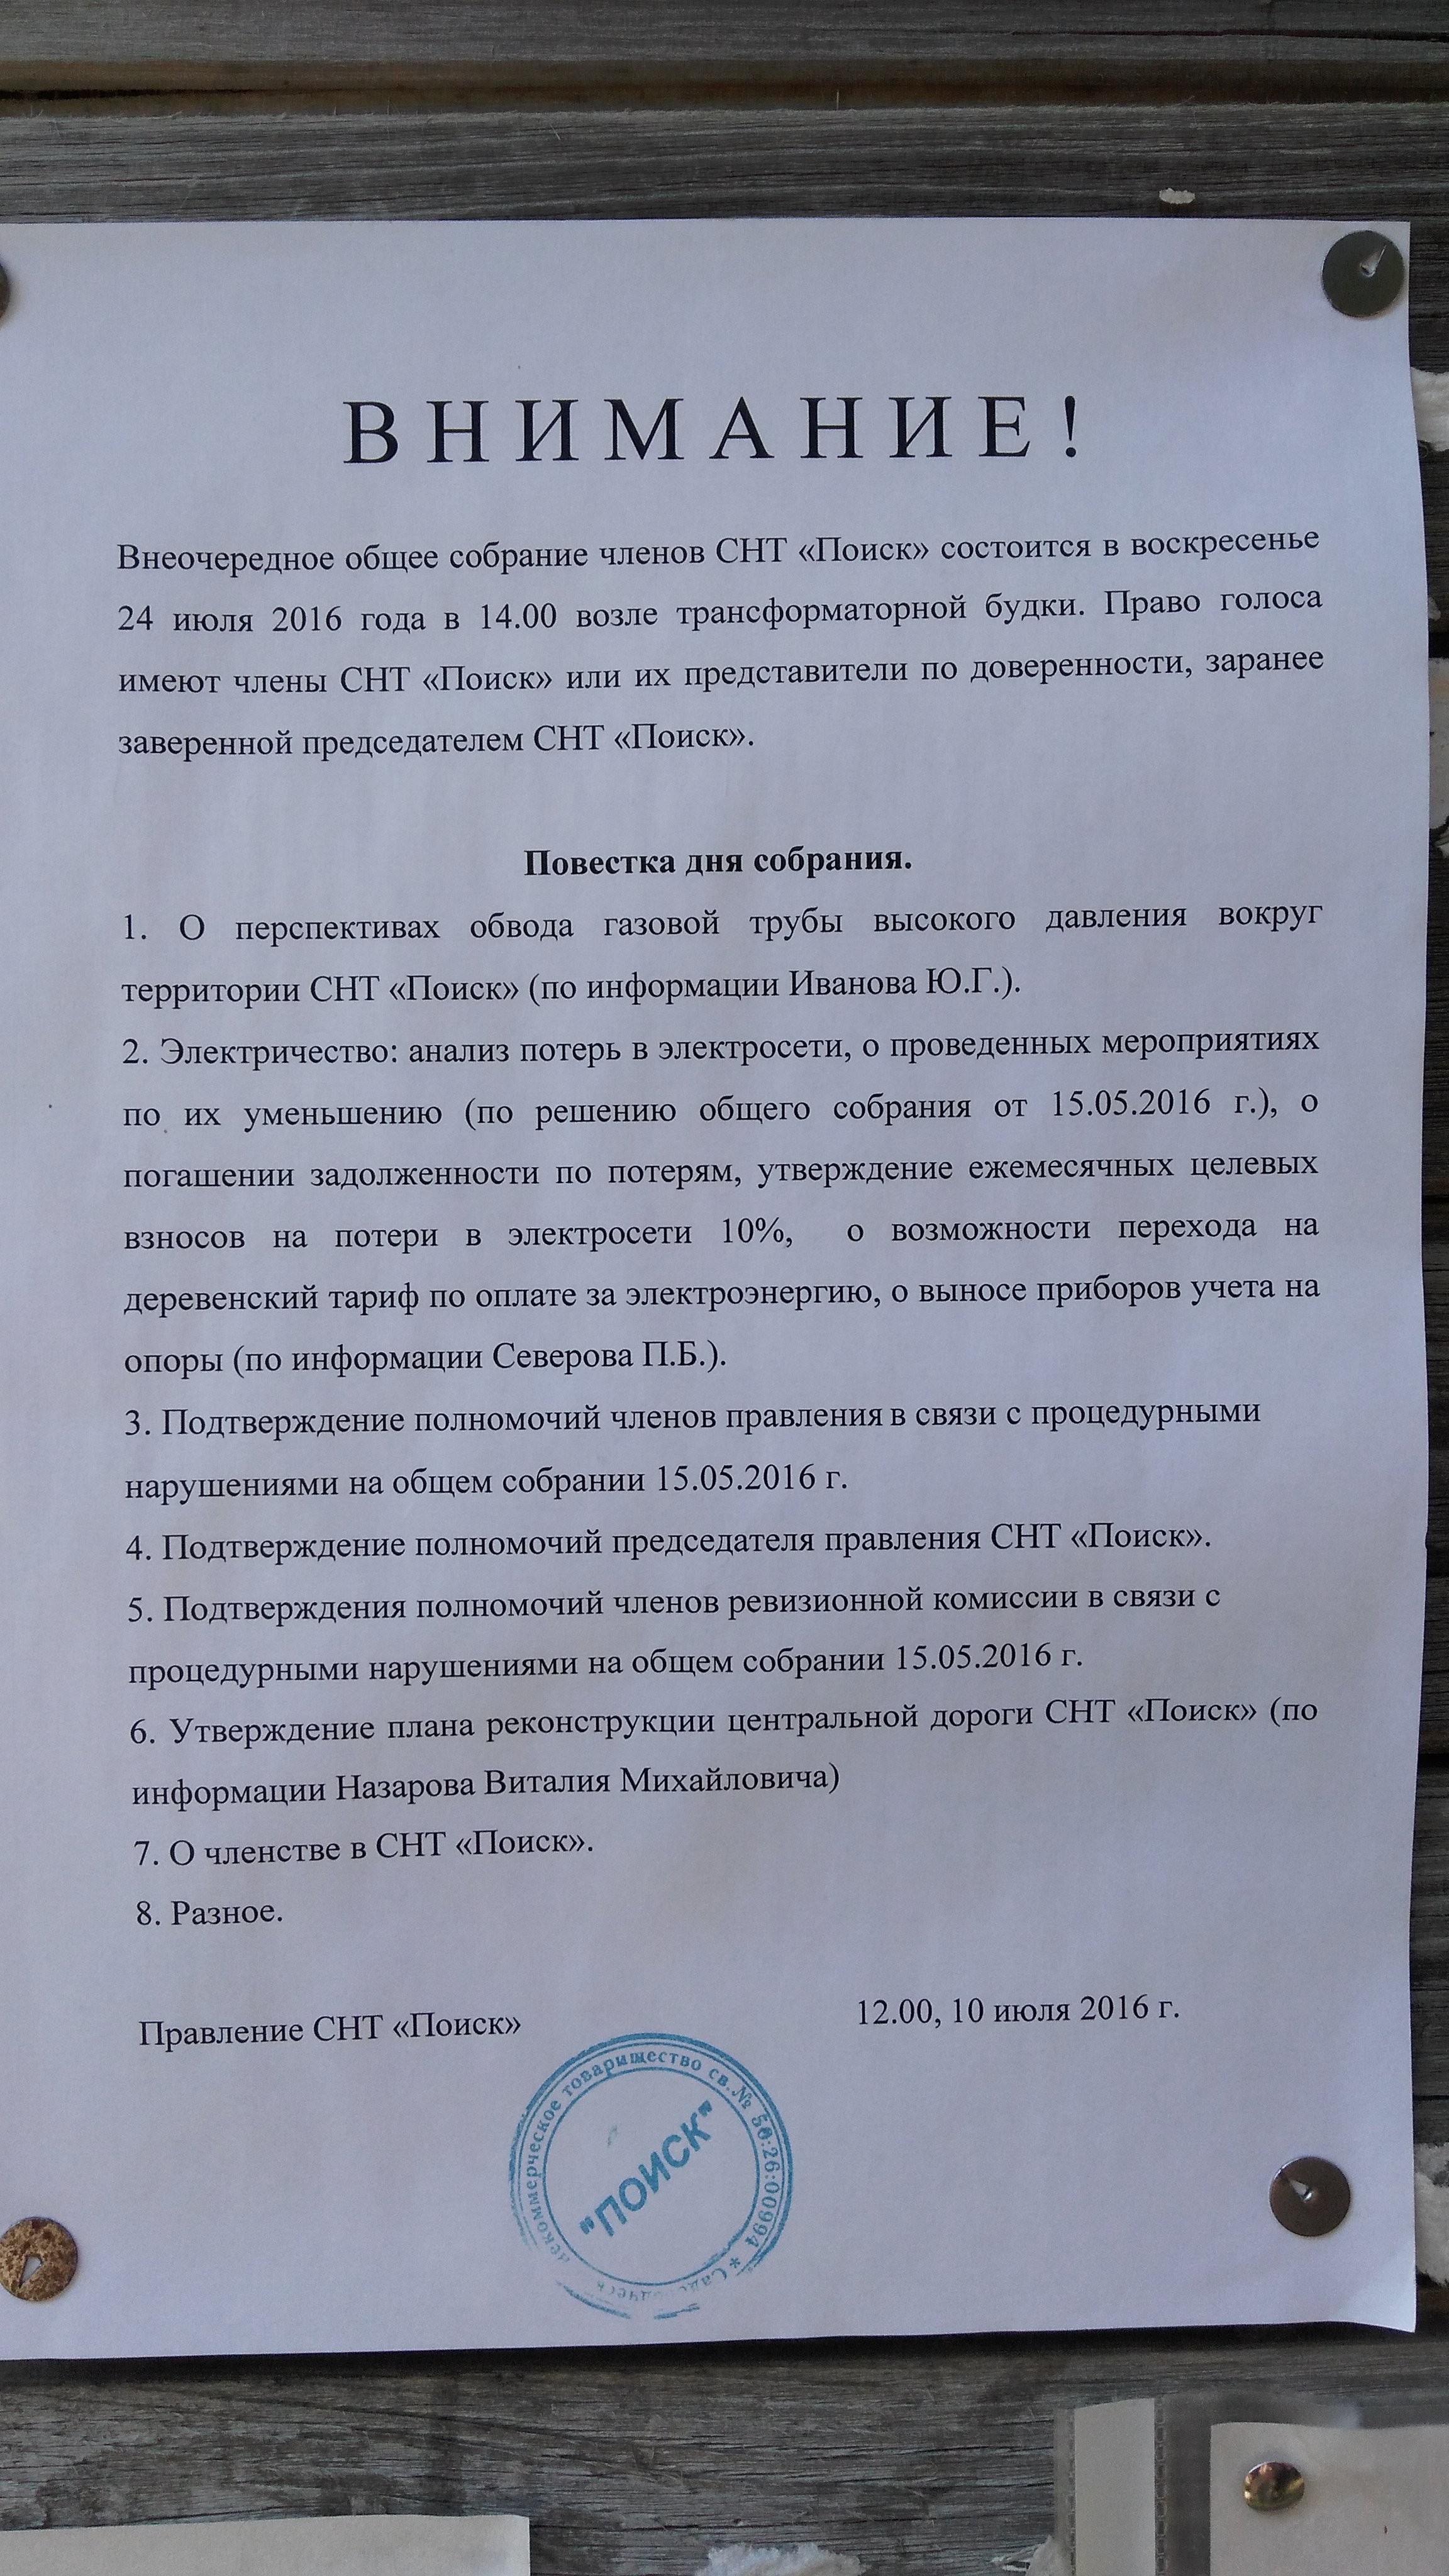 ВНИМАНИЕ!
Внеочередное общее собрание членов СНТ «Поиск» состоится в воскресенье
24 июля 2016 года в 14.00 возле трансформаторной будки. Право голоса
имеют члены СНТ «Поиск» или их представители по доверенности, заранее
заверенной председателем СНТ «Поиск».
Повестка дня собрания.
1. О перспективах обвода газовой трубы высокого давления вокруг
территории СНТ «Поиск» (по информации Иванова Ю.Г.).
2. Электричество: анализ потерь в электросети, о проведенных мероприятиях
по их уменьшению (по решению общего собрания от 15.05.2016 г.), о
погашении задолженности по потерям, утверждение ежемесячных целевых
взносов на потери в электросети 10%, о возможности перехода на
деревенский тариф по оплате за электроэнергию, о выносе приборов учета на
опоры (по информации Северова П.Б.).
3. Подтверждение полномочий членов правления в связи с процедурными
нарушениями на общем собрании 15.05.2016 г.
4. Подтверждение полномочий председателя правления СНТ «Поиск».
5. Подтверждения полномочий членов ревизионной комиссии в связи с
процедурными нарушениями на общем собрании 15.05.2016 г.
6. Утверждение плана реконструкции центральной дороги СНТ «Поиск» (по
информации Назарова Виталия Михайловича)
7. О членстве в СНТ «Поиск».
8. Разное.
Правление СНТ «Поиск» 12.00, 10 июля 2016 г.
товарищество св. № 50:26:00994 *
"ПОИСК"